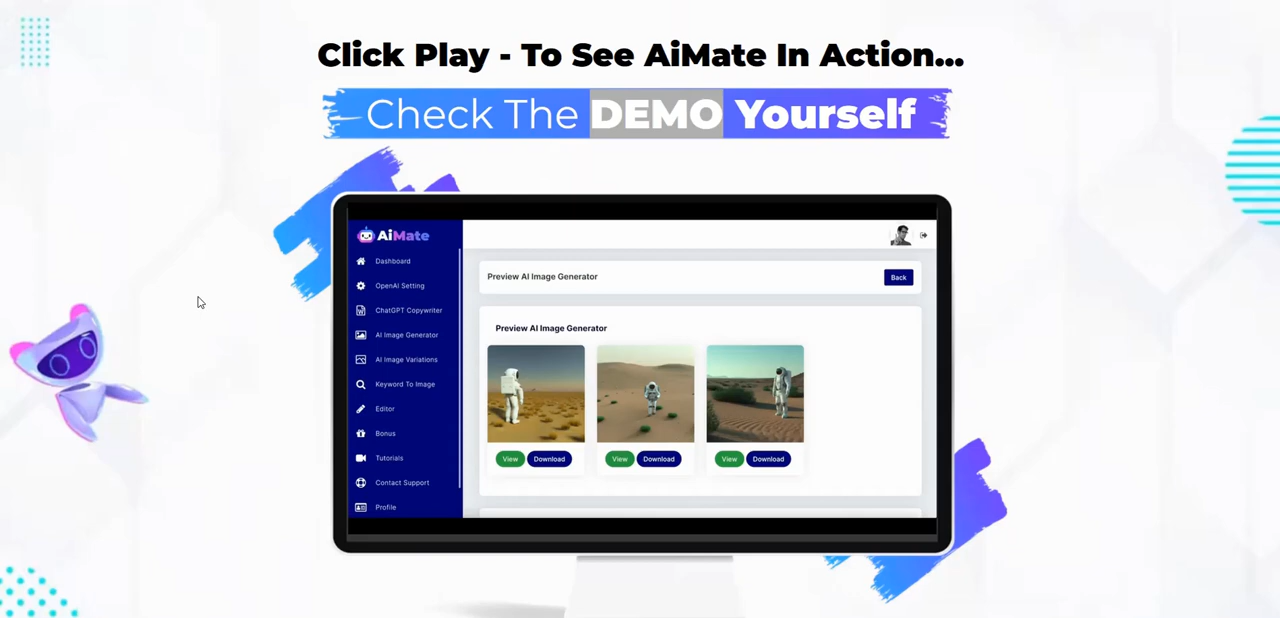 Click Play - To See AiMate In Action...
Check The DEMO Yourself
AiMate
Dashboard
OpenAI Setting
ChatGPT Copywriter
AI Image Generator
AI Image Variations
Keyword To Image
Editor
Bonus
Tutorials
Contact Support
Profile
Preview AI Image Generator
Back
Preview AI Image Generator
View Download View Download View Download